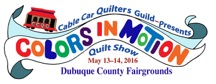 Cable Car Quilters Guild~Presents
COLORS IN MOTION
Quilt Show
May 13-14, 2016
Dubuque County Fairgrounds